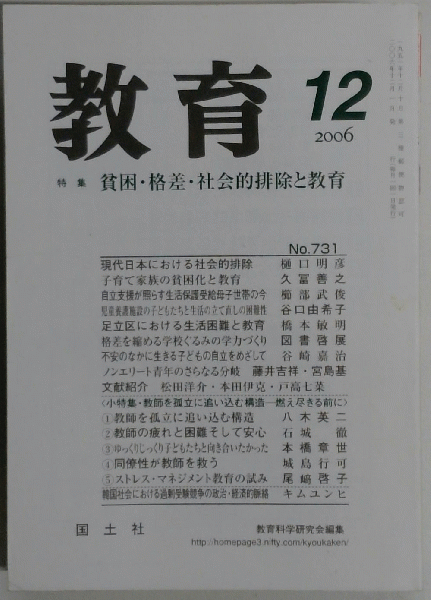 教育
12
2006
特集 貧困・格差・社会的排除と教育
No.731
現代日本における社会的排除 樋口明彦
子育て家族の貧困化と教育 久冨善之
自立支援が照らす生活保護受給母子世帯の今 櫛部武俊
児童養護施設の子どもたちと生活の立て直しの困難性 谷口由希子
足立区における生活困難と教育 橋本敏明
格差を縮める学校ぐるみの学力づくり 図書啓展
不安のなかに生きる子どもの自立をめざして 谷崎嘉治
ノンエリート青年のさらなる分岐 藤井吉祥・宮島基
文献紹介 松田洋介・本田伊克・戸高七菜
〈小特集・教師を孤立に追い込む構造―燃え尽きる前に〉
①教師を孤立に追い込む構造 八木英二
②教師の疲れと困難そして安心 石城徹
③ゆっくりじっくり子どもたちと向き合いたかった 本橋章世
④同僚性が教師を救う 城島行可
⑤ストレス・マネジメント教育の試み 尾嶋啓子
韓国社会における過剰受験競争の政治・経済的脈絡 キムユンヒ
国土社
教育科学研究会編集
http://homepage3.nifty.com/kyoukaken/